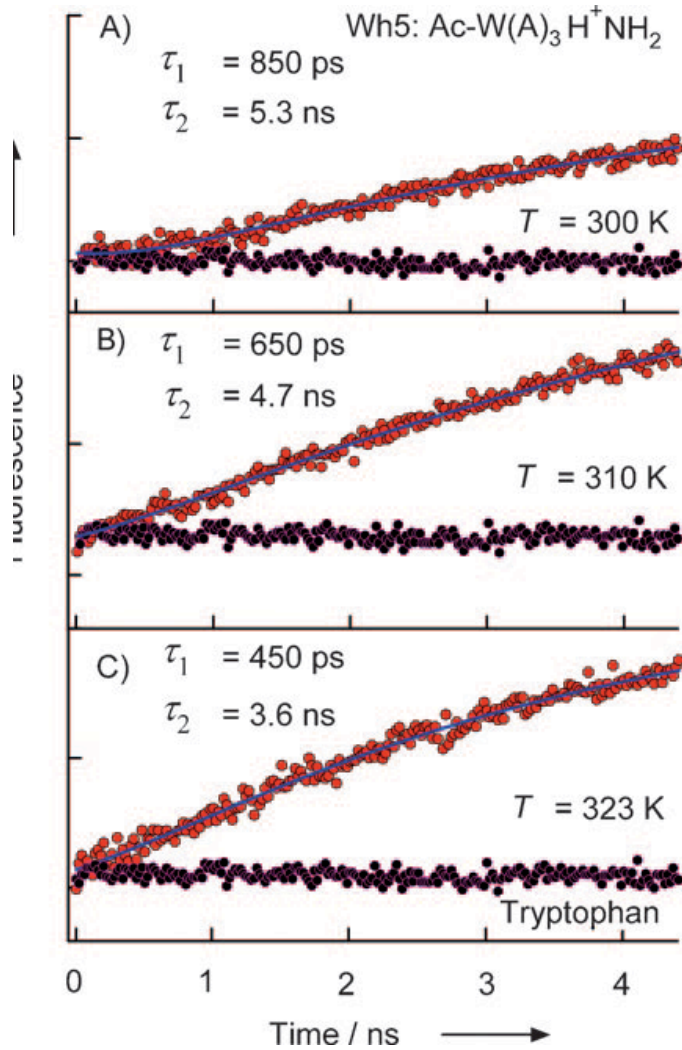 A) Wh5: Ac-W(A)₃ H⁺NH₂
τ₁ = 850 ps
τ₂ = 5.3 ns
T = 300 K
B)
τ₁ = 650 ps
τ₂ = 4.7 ns
T = 310 K
C)
τ₁ = 450 ps
τ₂ = 3.6 ns
T = 323 K
Tryptophan
0 1 2 3 4
Time / ns